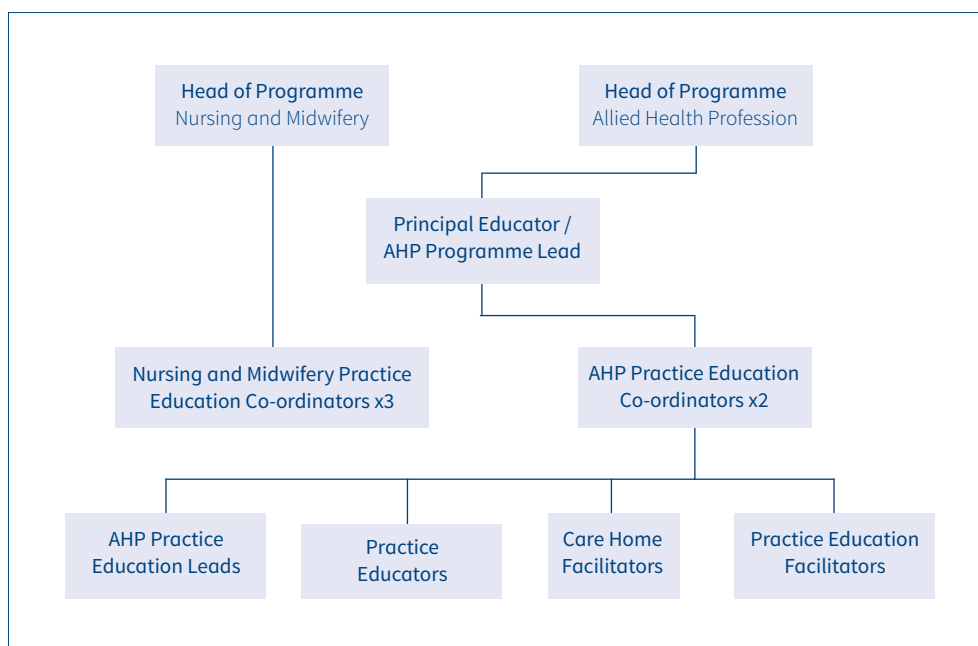 Head of Programme
Nursing and Midwifery
Head of Programme
Allied Health Profession
Principal Educator /
AHP Programme Lead
Nursing and Midwifery Practice
Education Co-ordinators x3
AHP Practice Education
Co-ordinators x2
AHP Practice
Education Leads
Practice
Educators
Care Home
Facilitators
Practice Education
Facilitators